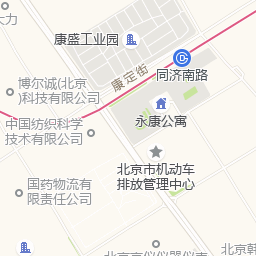 大力
康盛工业园
康定街
同济南路
博尔诚(北京
)科技有限公司
永康公寓
中国纺织科学
技术有限公司
北京市机动车
排放管理中心
国药物流有
限责任公司